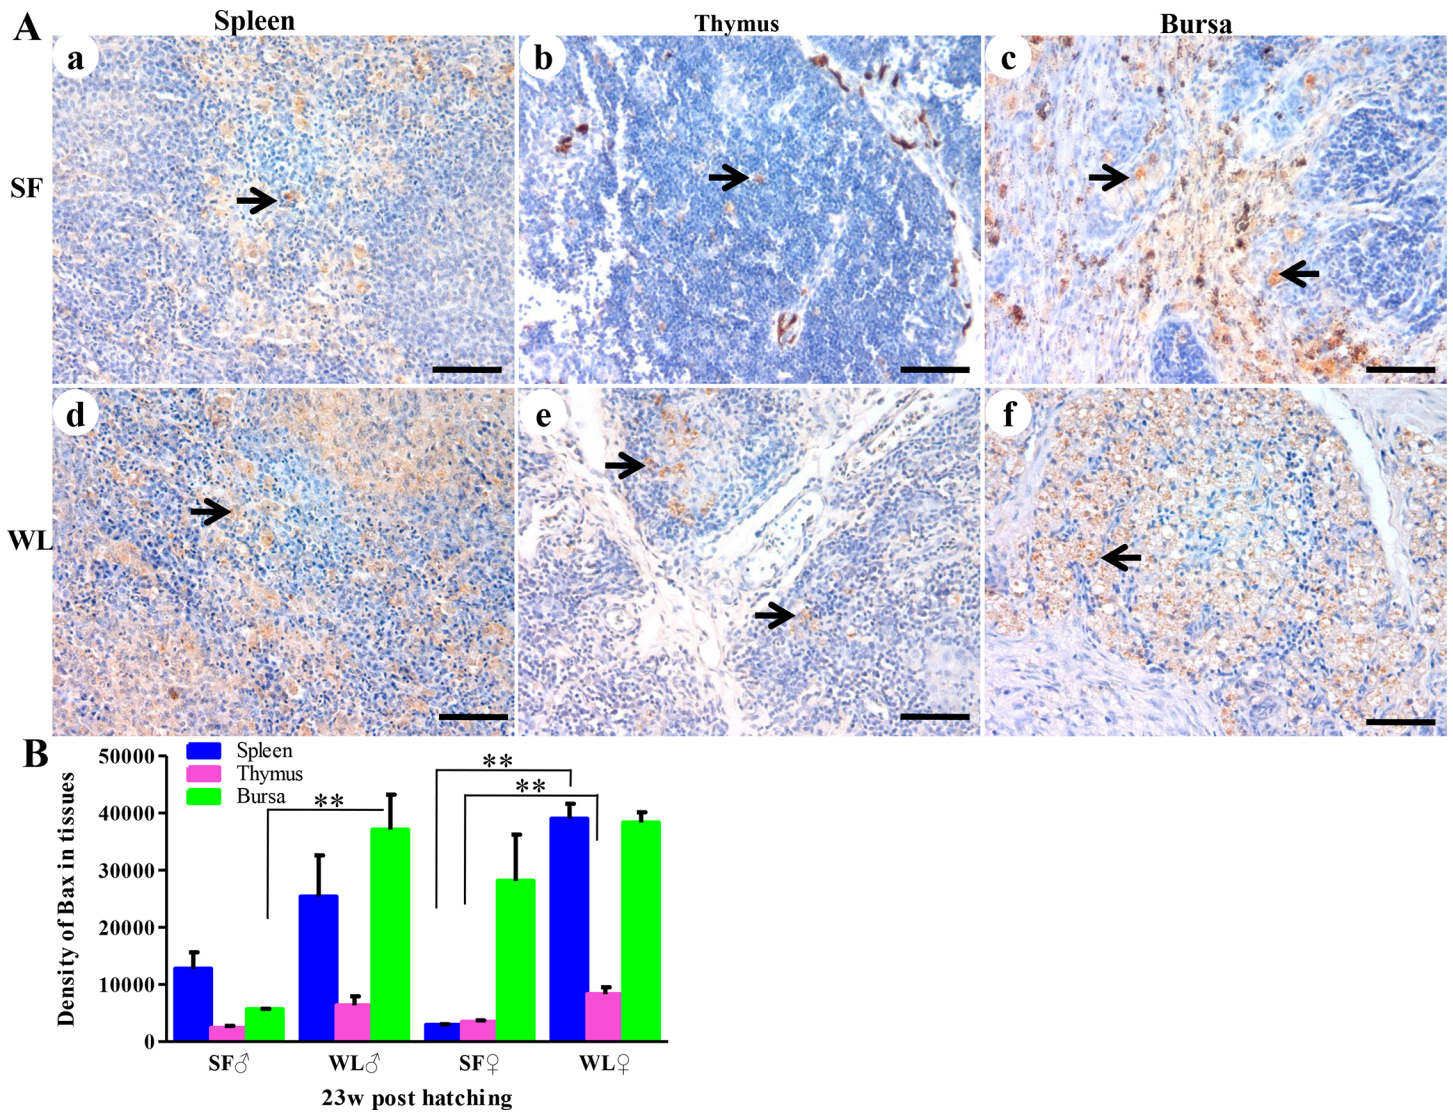 A
Spleen
Thymus
Bursa
a
b
c
SF
d
e
f
WL
B
Spleen
Thymus
Bursa
**
**
**
50000
40000
30000
20000
10000
0
Density of Bax in tissues
SF♂
WL♂
SF♀
WL♀
23w post hatching